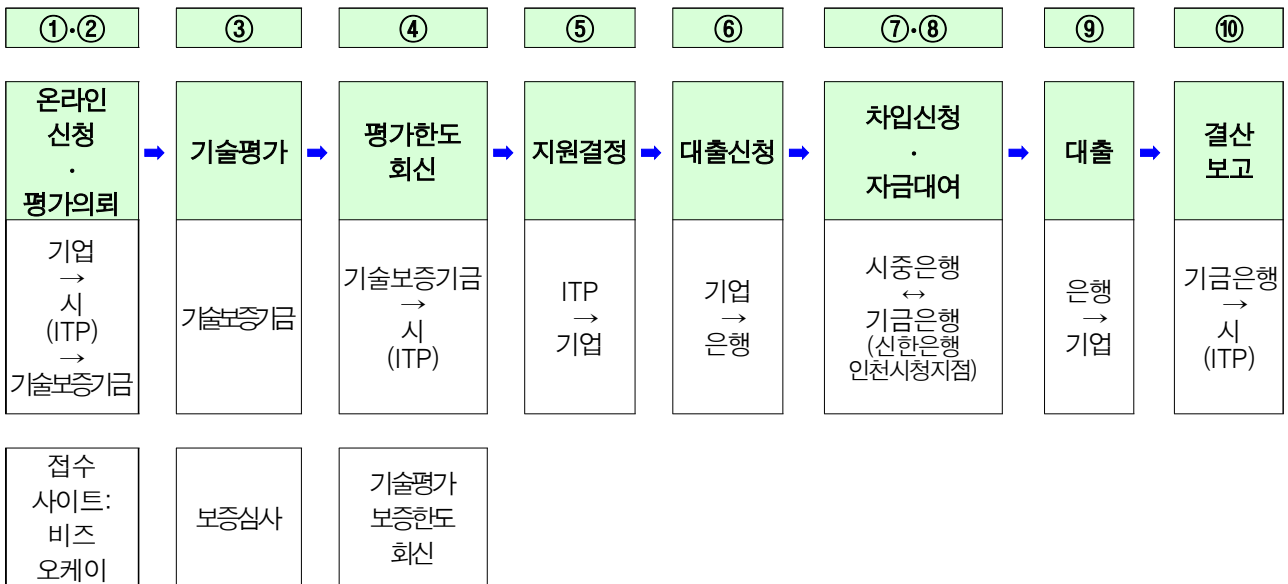 ①·②
③
④
⑤
⑥
⑦·⑧
⑨
⑩
온라인
신청
·
평가의뢰
➡
기술평가
➡
평가한도
회신
➡
지원결정
➡
대출신청
➡
차입신청
·
자금대여
➡
대출
➡
결산
보고
기업
→
시
(ITP)
→
기술보증기금
기술보증기금
기술보증기금
→
시
(ITP)
ITP
→
기업
기업
→
은행
시중은행
↔
기금은행
(신한은행
인천시청지점)
은행
→
기업
기금은행
→
시
(ITP)
접수
사이트:
비즈
오케이
보증심사
기술평가
보증한도
회신